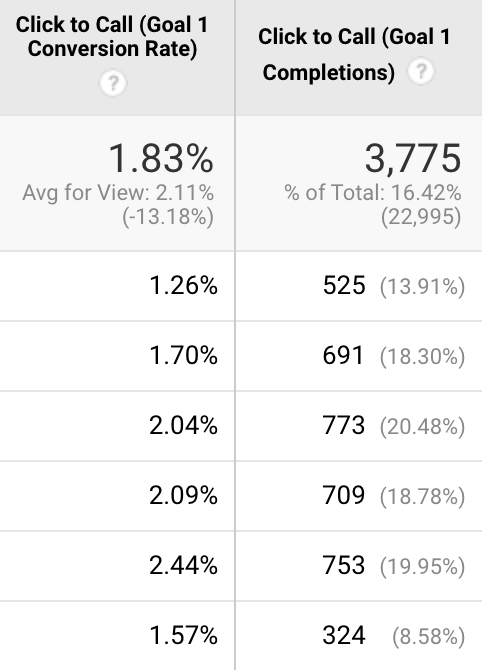 Click to Call (Goal 1
Conversion Rate)
?
Click to Call (Goal 1
Completions) ?
1.83%
Avg for View: 2.11%
(-13.18%)
3,775
% of Total: 16.42%
(22,995)
1.26% 525 (13.91%)
1.70% 691 (18.30%)
2.04% 773 (20.48%)
2.09% 709 (18.78%)
2.44% 753 (19.95%)
1.57% 324 (8.58%)